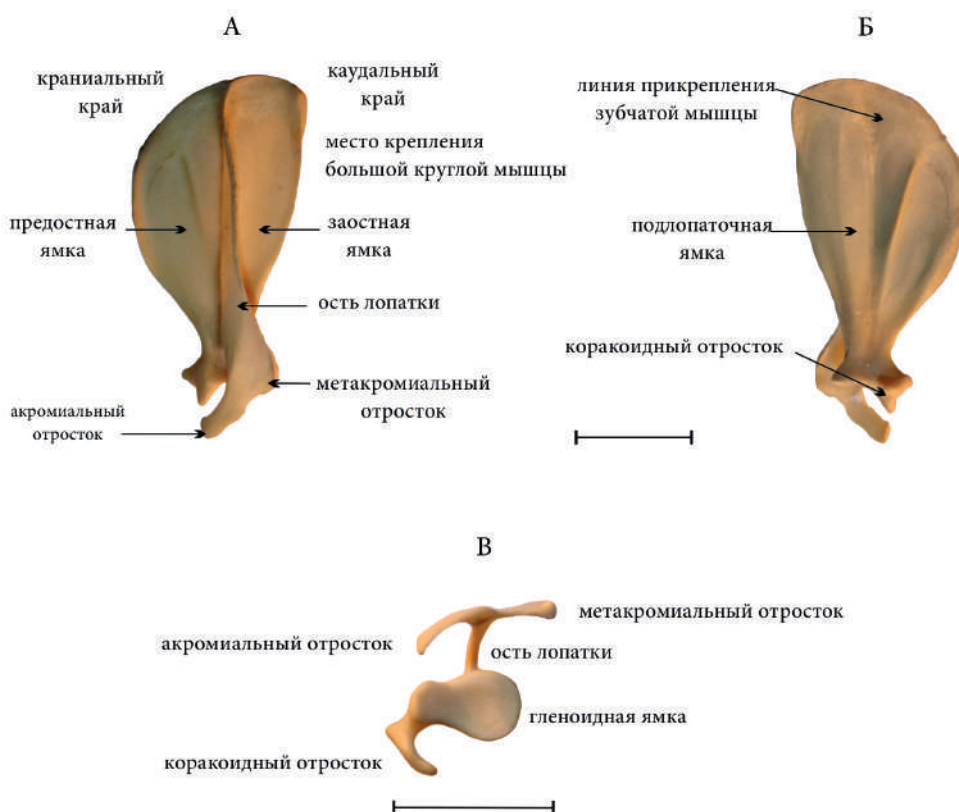 А
Б
краниальный
край
каудальный
край
линия прикрепления
зубчатой мышцы
место крепления
большой круглой мышцы
предостная
ямка
заостная
ямка
подлопаточная
ямка
ось лопатки
коракоидный отросток
метакромиальный
отросток
акромиальный
отросток
В
метакромиальный отросток
акромиальный отросток
ость лопатки
гленоидная ямка
коракоидный отросток